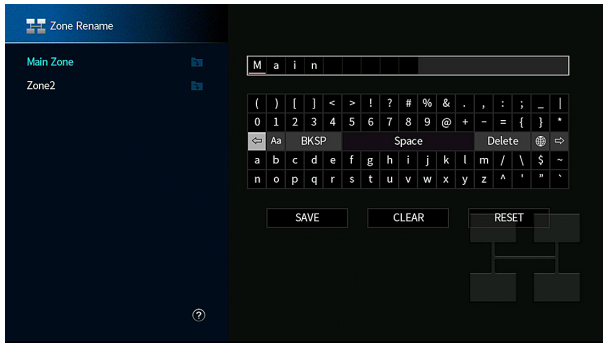 Zone Rename
Main Zone
Zone2
Main
( ) [ ] < > ! ? # % & . , : ; _ |
0 1 2 3 4 5 6 7 8 9 @ + - = { } *
⇦ Aa BKSP Space Delete ⇨
a b c d e f g h i j k l m / \ $ ~
n o p q r s t u v w x y z ^ ' " `
SAVE CLEAR RESET
?